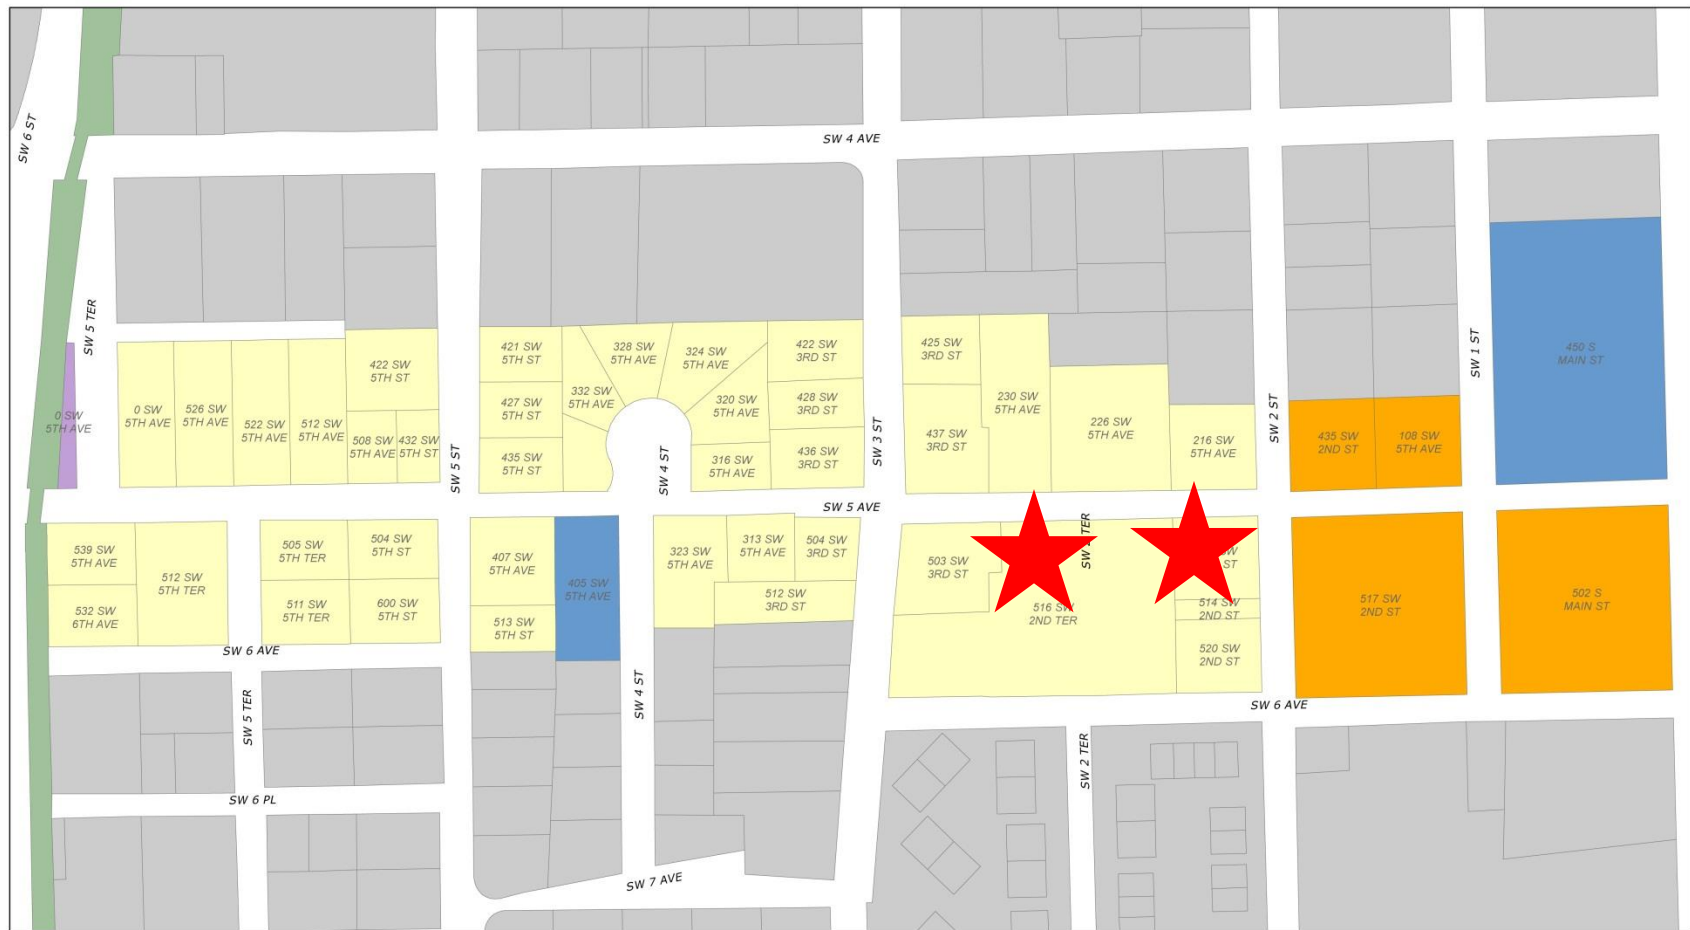 SW 6 ST
SW 4 AVE
SW 5 TER
SW 1 ST
SW 2 ST
SW 3 ST
SW 5 ST
SW 4 ST
422 SW
5TH ST
421 SW
5TH ST
328 SW
5TH AVE
324 SW
5TH AVE
422 SW
3RD ST
425 SW
3RD ST
450 S
MAIN ST
0 SW
5TH AVE
0 SW
5TH AVE
526 SW
5TH AVE
522 SW
5TH AVE
512 SW
5TH AVE
508 SW
5TH AVE
432 SW
5TH ST
427 SW
5TH ST
332 SW
5TH AVE
320 SW
5TH AVE
428 SW
3RD ST
437 SW
3RD ST
230 SW
5TH AVE
226 SW
5TH AVE
216 SW
5TH AVE
435 SW
2ND ST
108 SW
5TH AVE
435 SW
5TH ST
316 SW
5TH AVE
436 SW
3RD ST
SW 5 AVE
539 SW
5TH AVE
532 SW
6TH AVE
512 SW
5TH TER
505 SW
5TH TER
504 SW
5TH ST
511 SW
5TH TER
600 SW
5TH ST
407 SW
5TH AVE
513 SW
5TH ST
405 SW
5TH AVE
323 SW
5TH AVE
313 SW
5TH AVE
504 SW
3RD ST
512 SW
3RD ST
503 SW
3RD ST
SW
TER
516 SW
2ND TER
SW
ST
514 SW
2ND ST
520 SW
2ND ST
517 SW
2ND ST
502 S
MAIN ST
SW 6 AVE
SW 6 AVE
SW 5 TER
SW 4 ST
SW 2 TER
SW 6 PL
SW 7 AVE